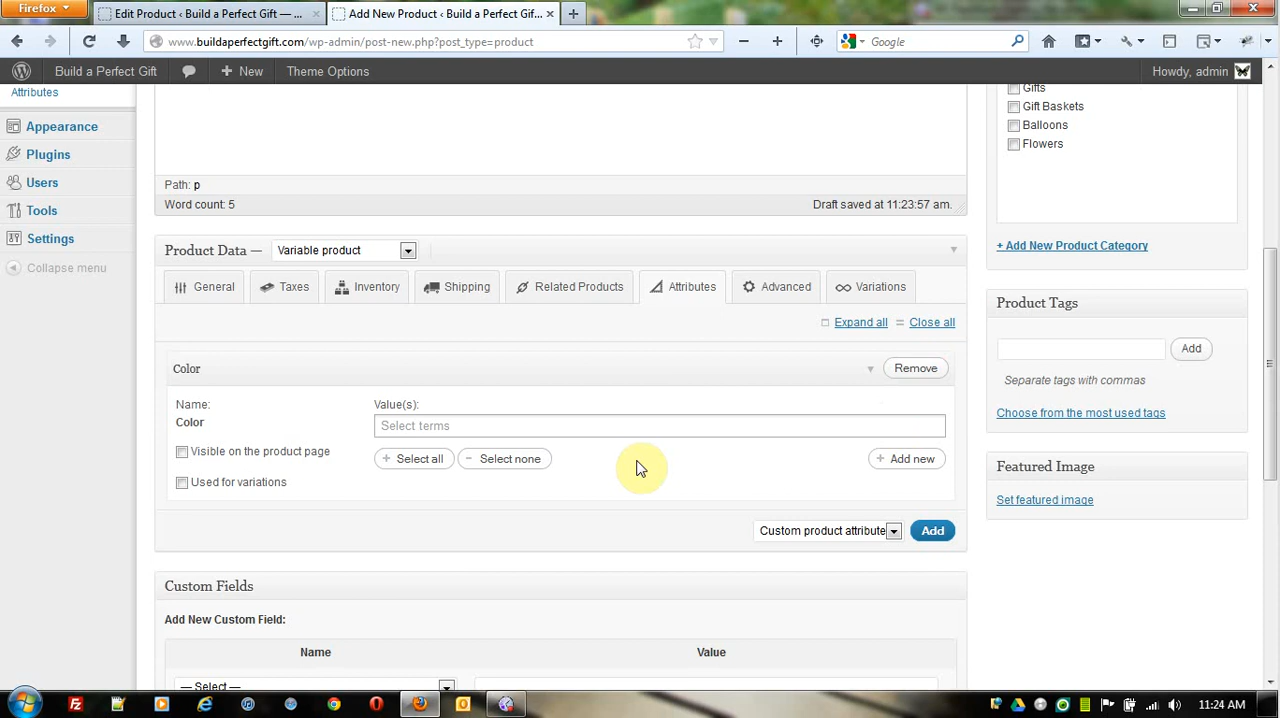 Firefox
Edit Product ‹ Build a Perfect Gift — ...
Add New Product ‹ Build a Perfect Gif...
www.buildaperfectgift.com/wp-admin/post-new.php?post_type=product
Google
Build a Perfect Gift
New
Theme Options
Howdy, admin
Attributes
Appearance
Plugins
Users
Tools
Settings
Collapse menu
Path: p
Word count: 5
Draft saved at 11:23:57 am.
Product Data —
Variable product
General
Taxes
Inventory
Shipping
Related Products
Attributes
Advanced
Variations
Expand all
Close all
Color
Remove
Name:
Value(s):
Color
Select terms
Visible on the product page
Select all
Select none
Add new
Used for variations
Custom product attribute
Add
Custom Fields
Add New Custom Field:
Name
Value
— Select —
Gifts
Gift Baskets
Balloons
Flowers
+ Add New Product Category
Product Tags
Add
Separate tags with commas
Choose from the most used tags
Featured Image
Set featured image
11:24 AM